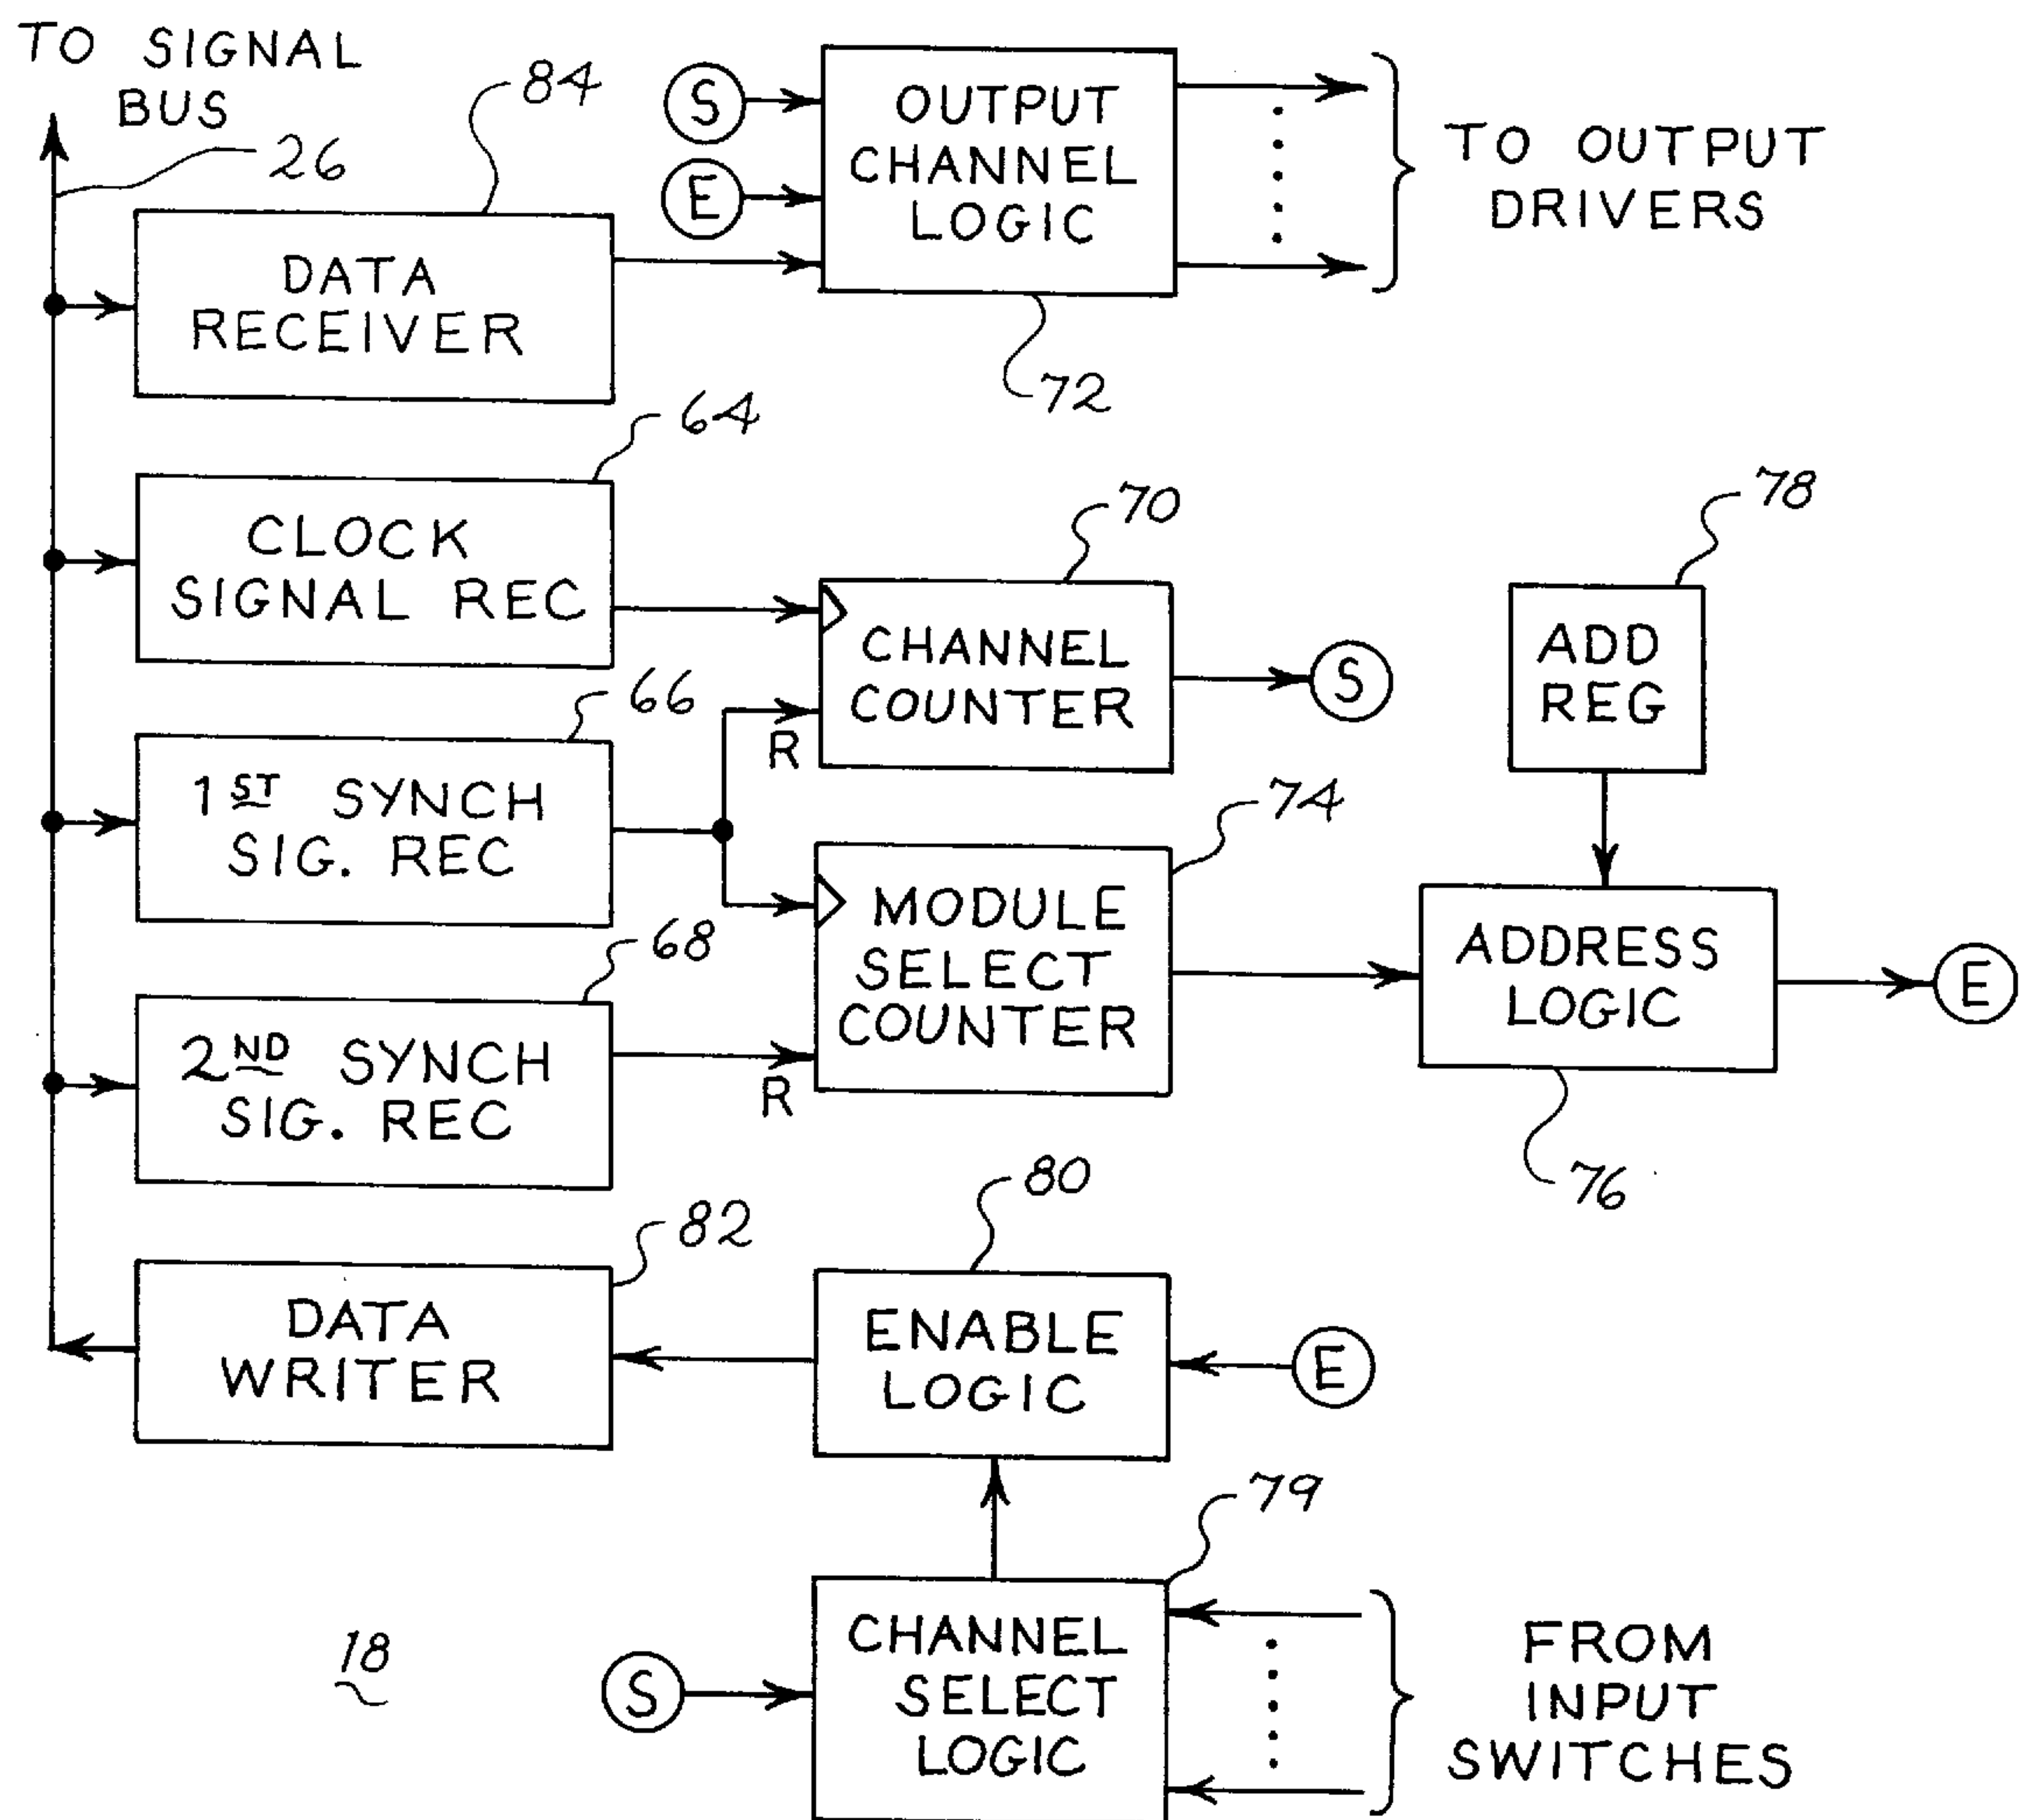 TO SIGNAL
BUS
26
84
S
E
OUTPUT
CHANNEL
LOGIC
72
TO OUTPUT
DRIVERS
DATA
RECEIVER
64
CLOCK
SIGNAL REC
70
CHANNEL
COUNTER
R
S
78
ADD
REG
66
1ST SYNCH
SIG. REC
74
MODULE
SELECT
COUNTER
R
ADDRESS
LOGIC
76
E
68
2ND SYNCH
SIG. REC
82
DATA
WRITER
80
ENABLE
LOGIC
E
79
CHANNEL
SELECT
LOGIC
S
FROM
INPUT
SWITCHES
18